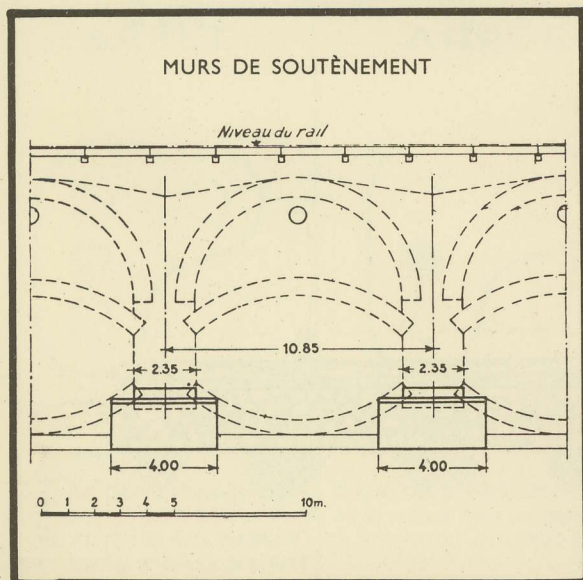 MURS DE SOUTÈNEMENT
Niveau du rail
10.85
2.35 2.35
4.00 4.00
0 1 2 3 4 5 10m.